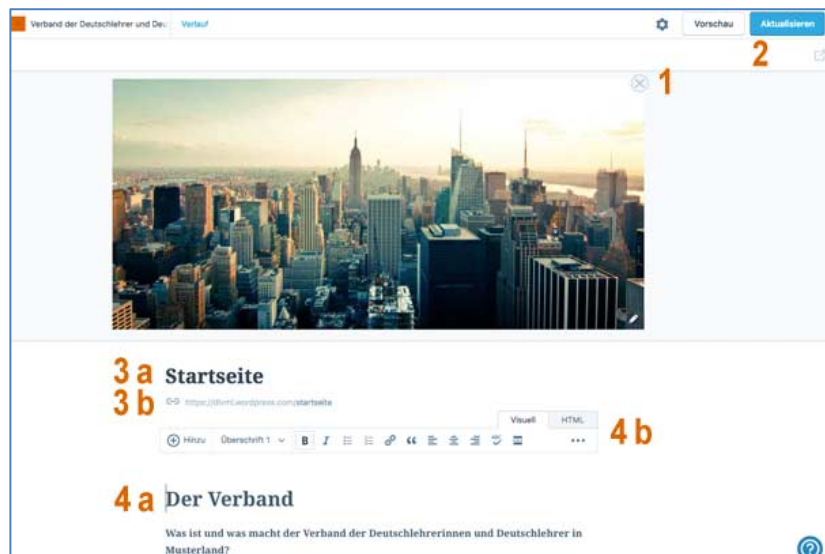 Verband der Deutschlehrer und Deu
Verlauf
Vorschau
Aktualisieren
2
1
3 a Startseite
3 b https://dlvml.wordpress.com/startseite
Visuell HTML
Hinzu Überschrift 1 B I 4 b
4 a Der Verband
Was ist und was macht der Verband der Deutschlehrerinnen und Deutschlehrer in
Musterland?